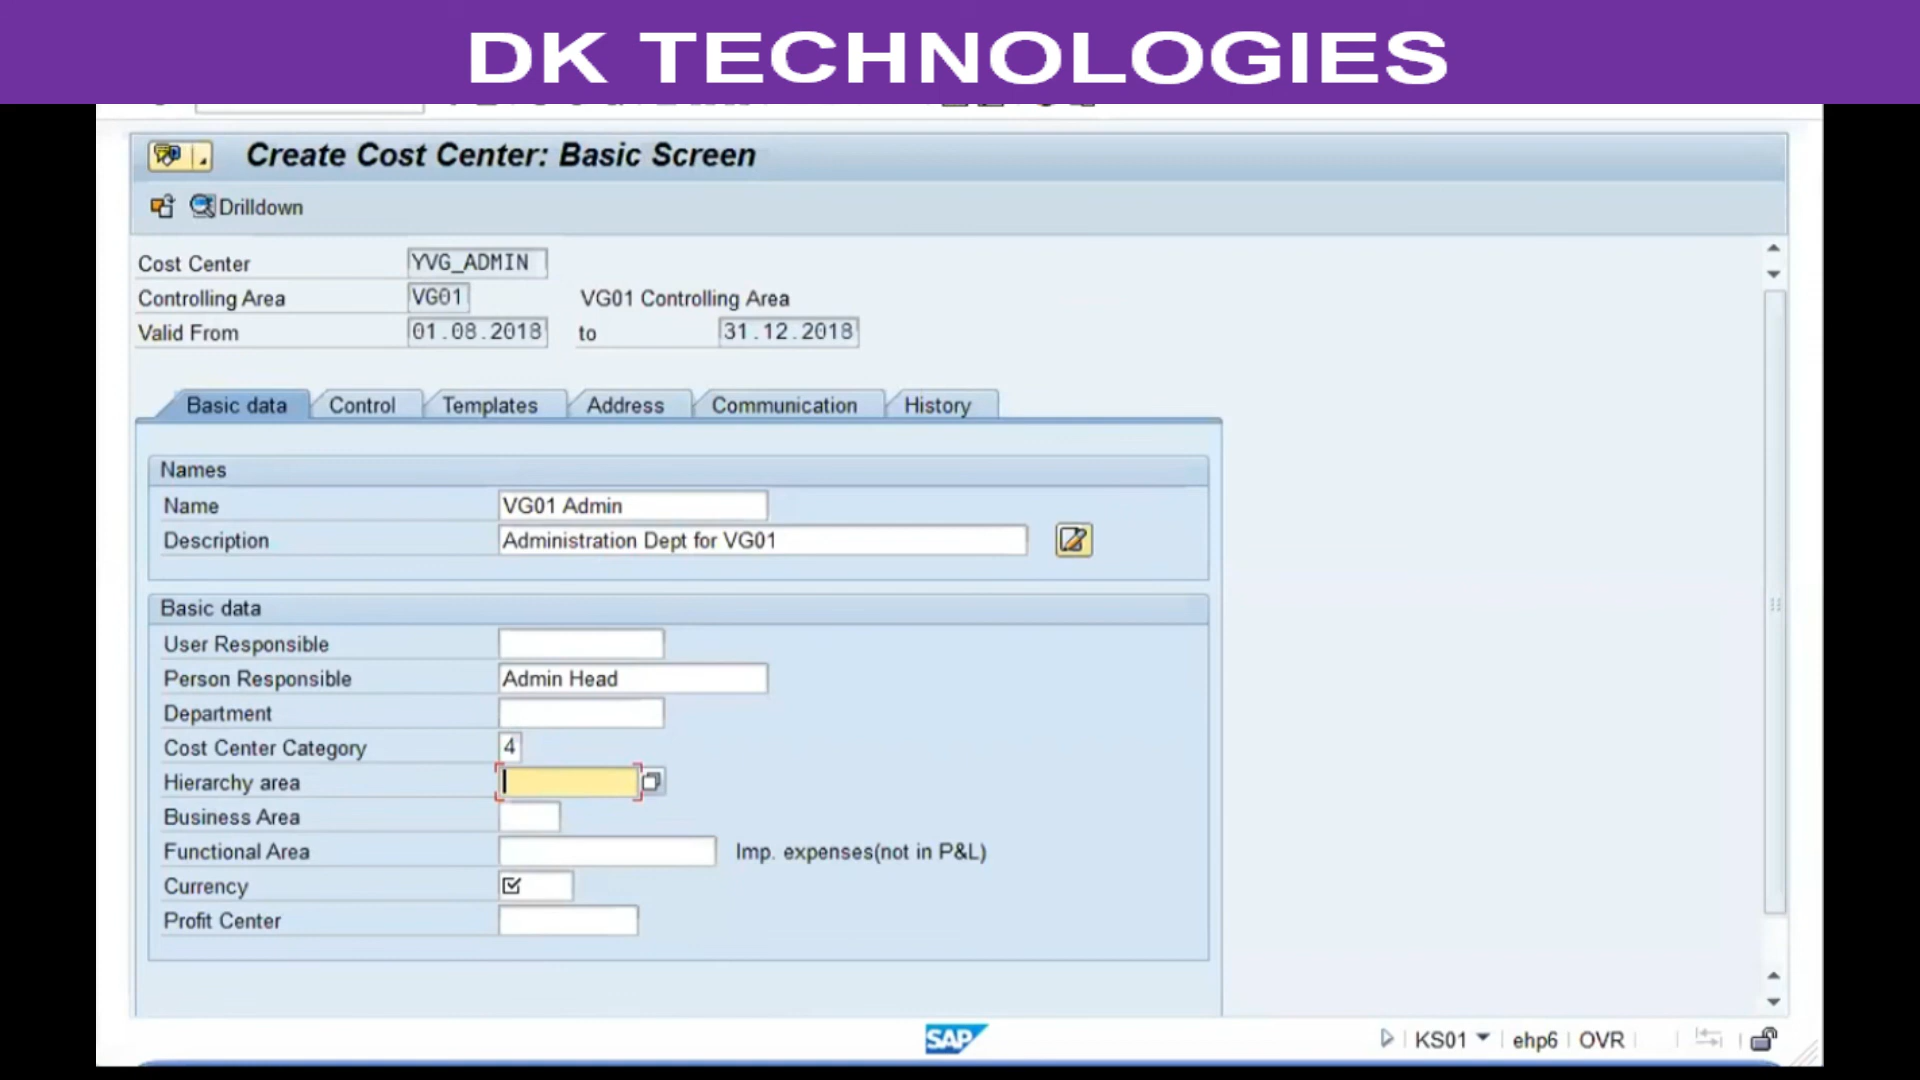 DK TECHNOLOGIES
Create Cost Center: Basic Screen
Drilldown
Cost Center YVG_ADMIN
Controlling Area VG01 VG01 Controlling Area
Valid From 01.08.2018 to 31.12.2018
Basic data Control Templates Address Communication History
Names
Name VG01 Admin
Description Administration Dept for VG01
Basic data
User Responsible
Person Responsible Admin Head
Department
Cost Center Category 4
Hierarchy area
Business Area
Functional Area Imp. expenses(not in P&L)
Currency
Profit Center
SAP KS01 ehp6 OVR